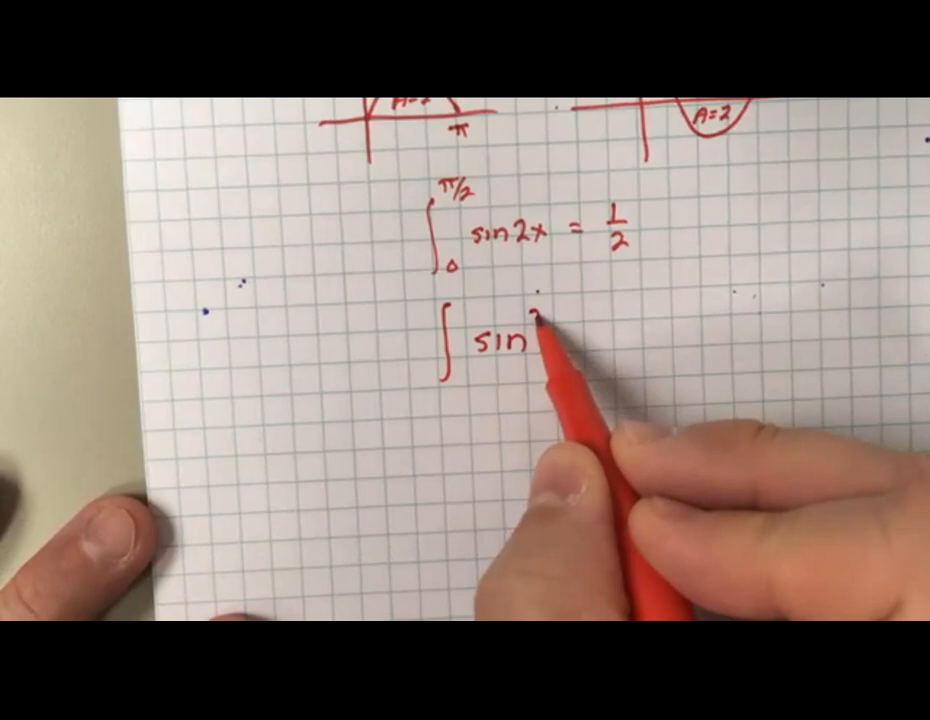 A=2
π
A=2
∫₀^{π/2} sin2x = 1/2
∫ sin